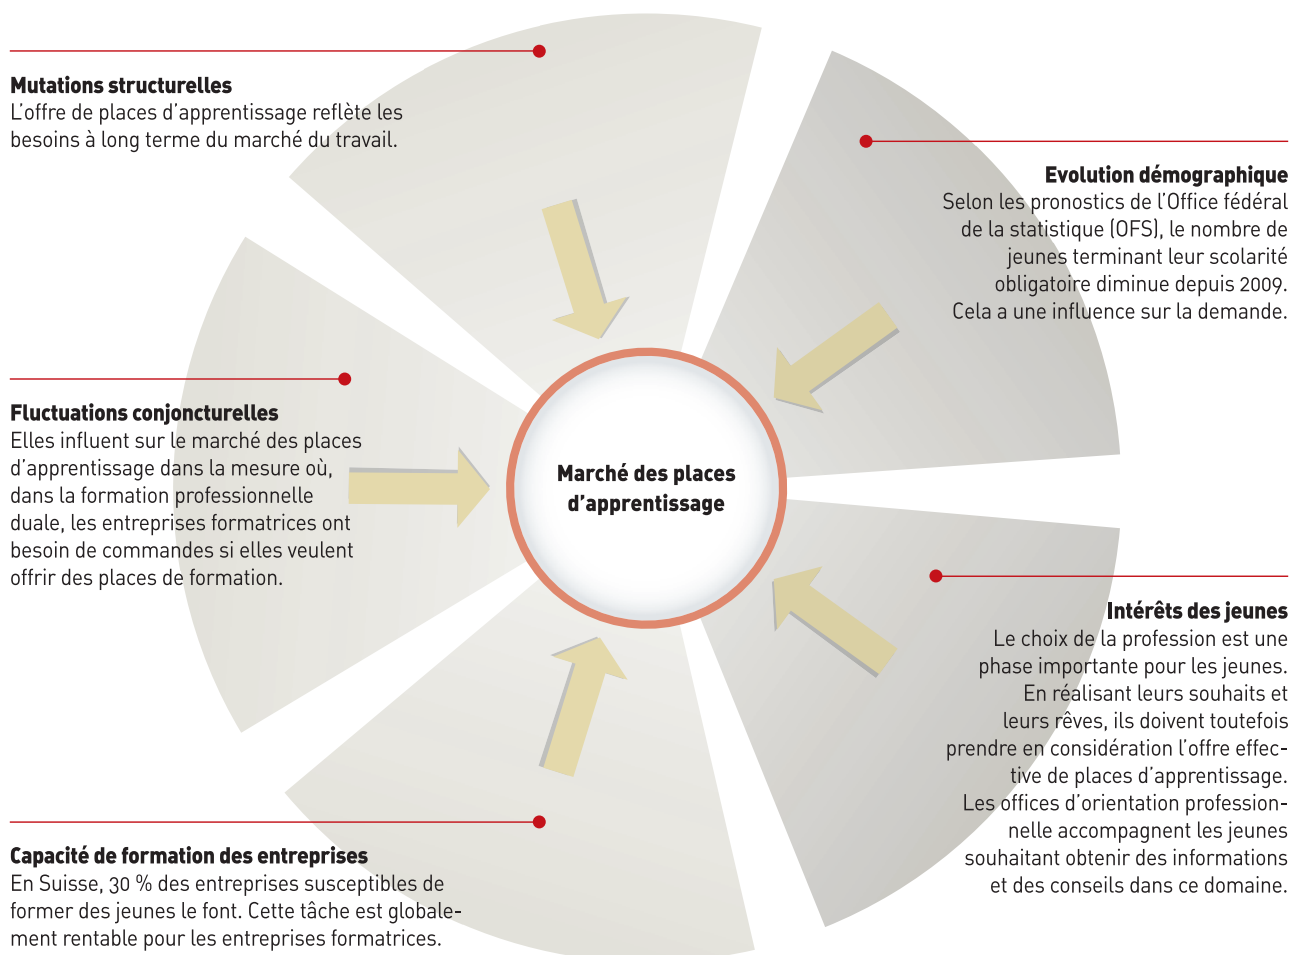 Mutations structurelles
L’offre de places d’apprentissage reflète les
besoins à long terme du marché du travail.
Evolution démographique
Selon les pronostics de l’Office fédéral
de la statistique (OFS), le nombre de
jeunes terminant leur scolarité
obligatoire diminue depuis 2009.
Cela a une influence sur la demande.
Fluctuations conjoncturelles
Elles influent sur le marché des places
d’apprentissage dans la mesure où,
dans la formation professionnelle
duale, les entreprises formatrices ont
besoin de commandes si elles veulent
offrir des places de formation.
Marché des places
d’apprentissage
Intérêts des jeunes
Le choix de la profession est une
phase importante pour les jeunes.
En réalisant leurs souhaits et
leurs rêves, ils doivent toutefois
prendre en considération l’offre effec-
tive de places d’apprentissage.
Les offices d’orientation profession-
nelle accompagnent les jeunes
souhaitant obtenir des informations
et des conseils dans ce domaine.
Capacité de formation des entreprises
En Suisse, 30 % des entreprises susceptibles de
former des jeunes le font. Cette tâche est globale-
ment rentable pour les entreprises formatrices.